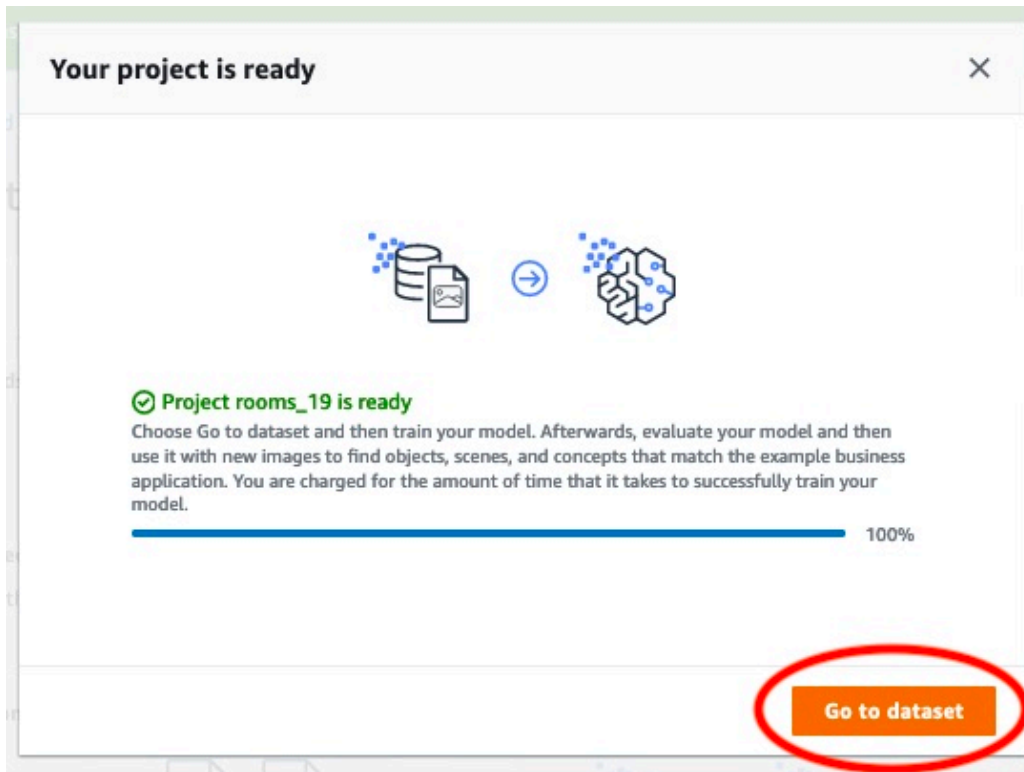 Your project is ready
Project rooms_19 is ready
Choose Go to dataset and then train your model. Afterwards, evaluate your model and then
use it with new images to find objects, scenes, and concepts that match the example business
application. You are charged for the amount of time that it takes to successfully train your
model.
100%
Go to dataset